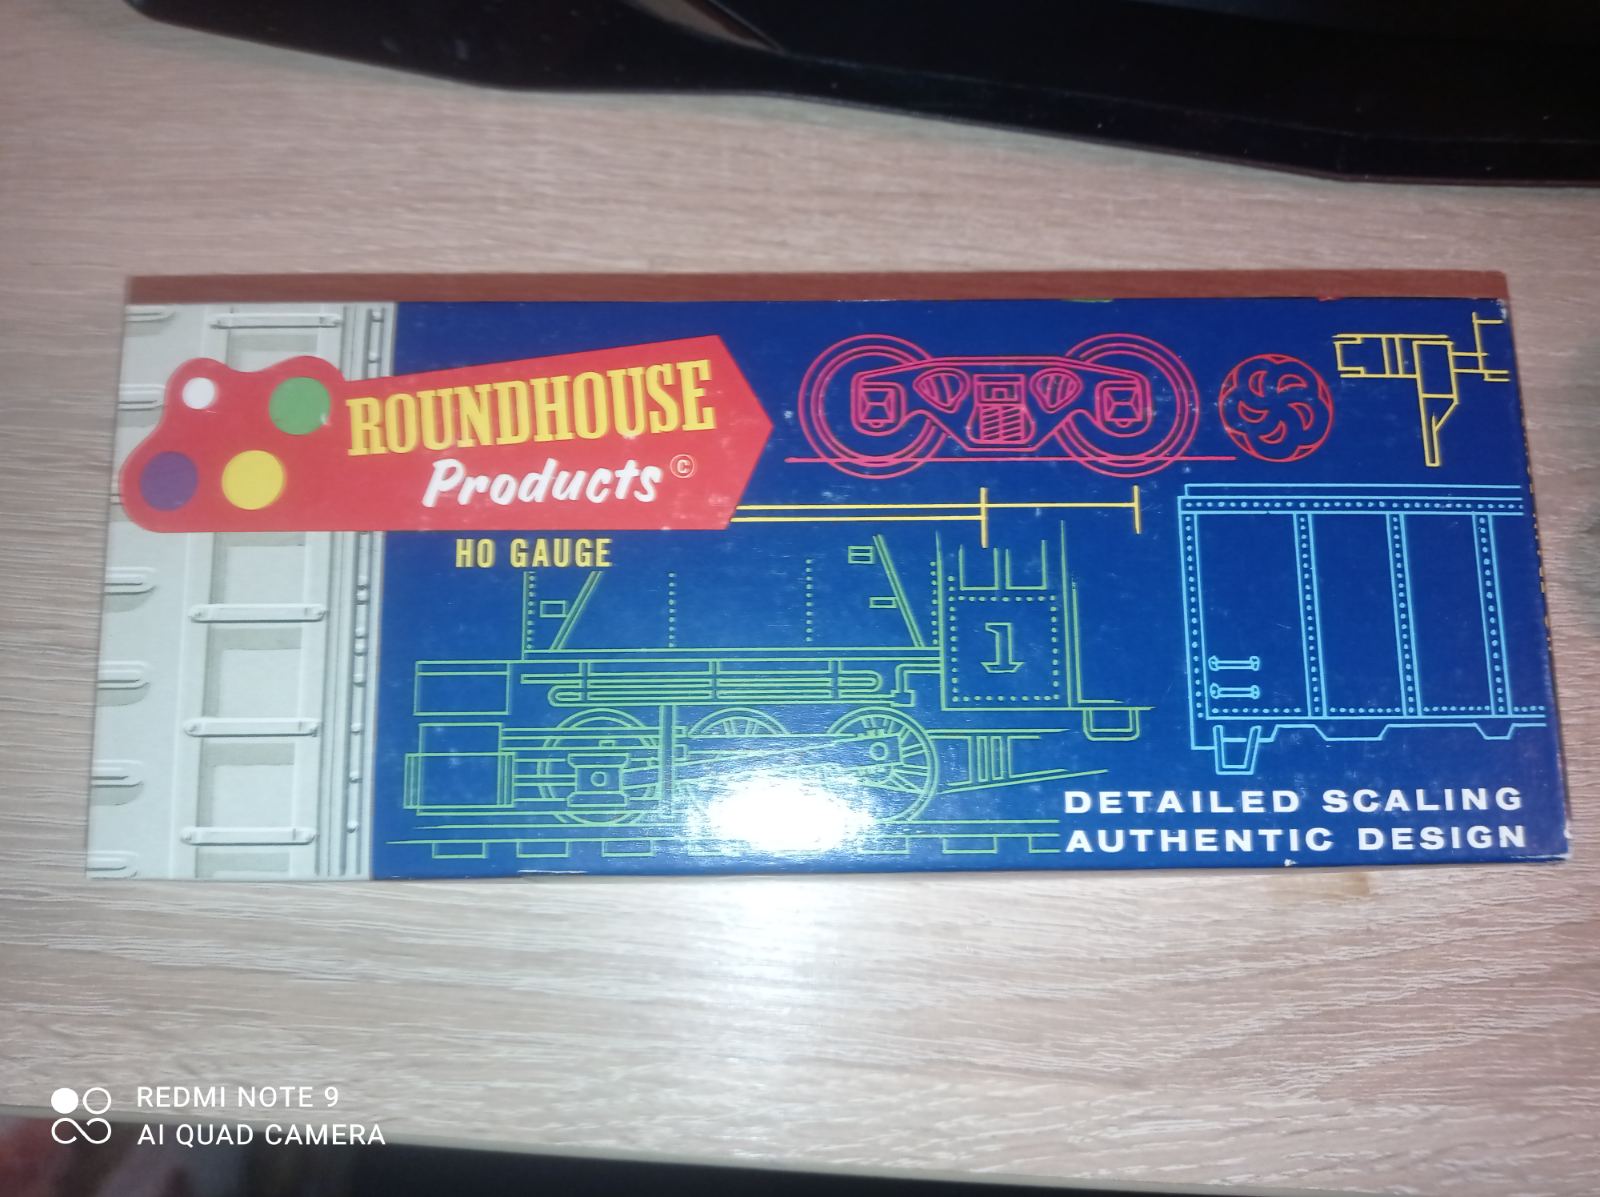 ROUNDHOUSE
Products ©
HO GAUGE
1
DETAILED SCALING
AUTHENTIC DESIGN
REDMI NOTE 9
AI QUAD CAMERA